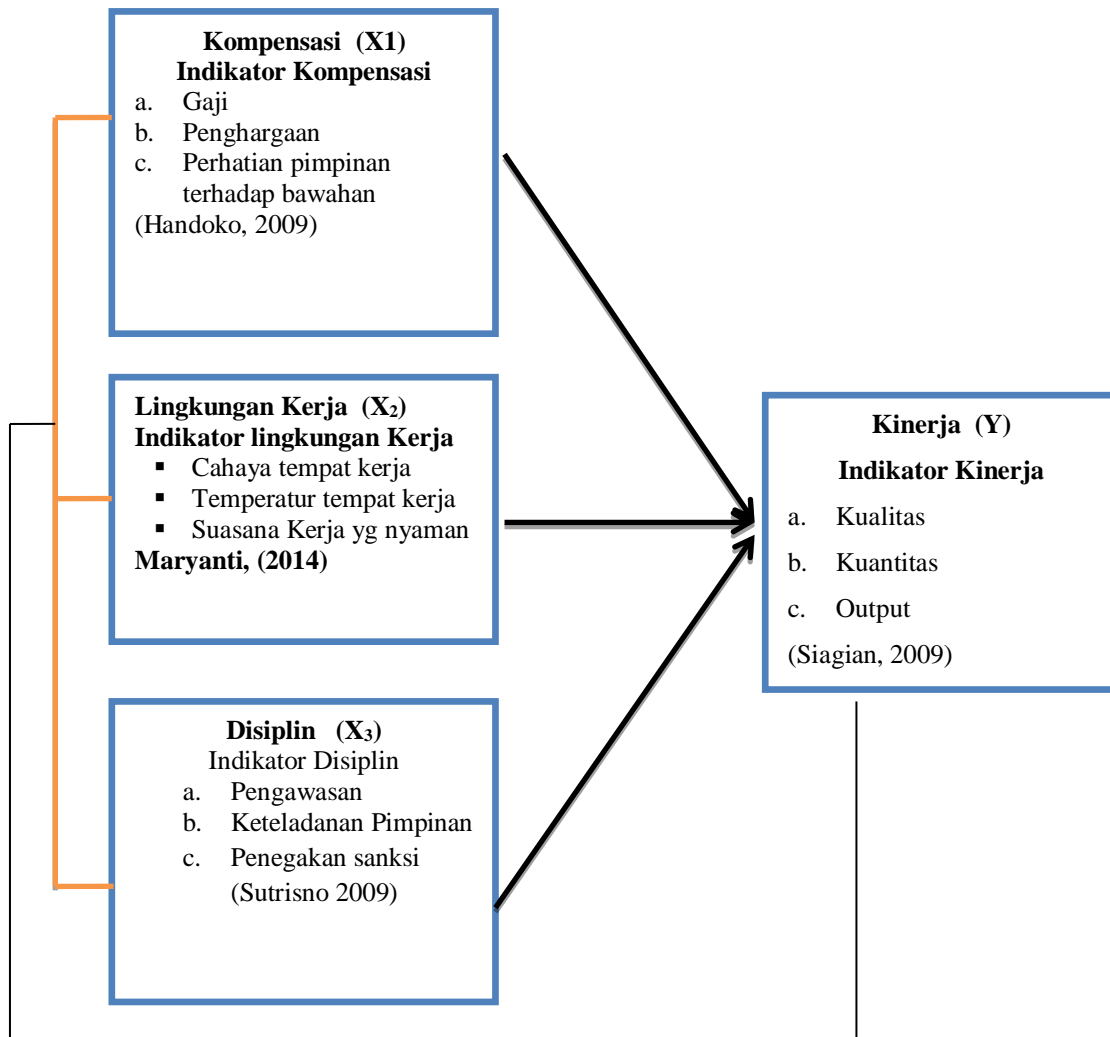 Kompensasi (X1)
Indikator Kompensasi
a. Gaji
b. Penghargaan
c. Perhatian pimpinan
terhadap bawahan
(Handoko, 2009)
Lingkungan Kerja (X₂)
Indikator lingkungan Kerja
▪ Cahaya tempat kerja
▪ Temperatur tempat kerja
▪ Suasana Kerja yg nyaman
Maryanti, (2014)
Disiplin (X₃)
Indikator Disiplin
a. Pengawasan
b. Keteladanan Pimpinan
c. Penegakan sanksi
(Sutrisno 2009)
Kinerja (Y)
Indikator Kinerja
a. Kualitas
b. Kuantitas
c. Output
(Siagian, 2009)